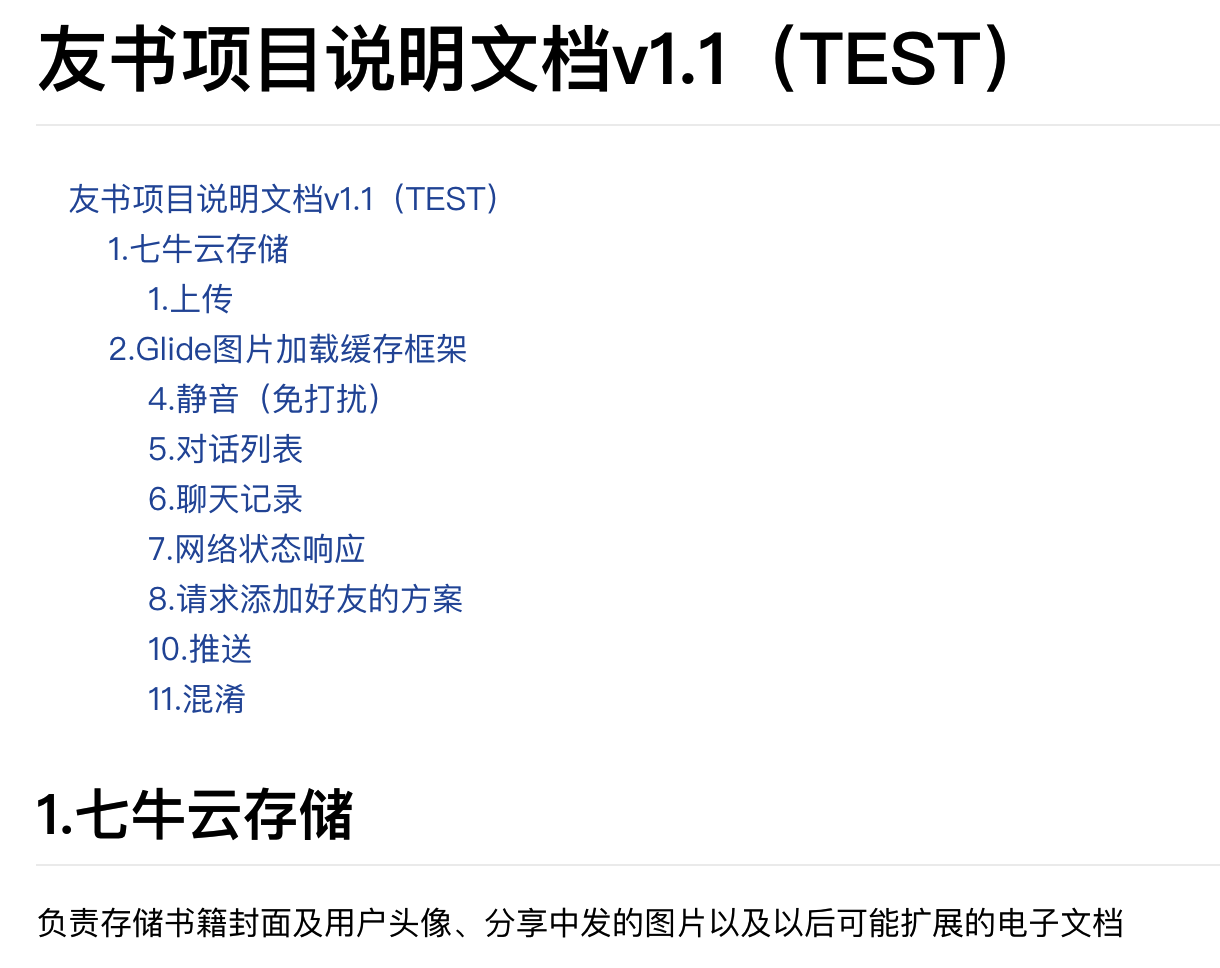 友书项目说明文档v1.1（TEST）
友书项目说明文档v1.1（TEST）
1.七牛云存储
1.上传
2.Glide图片加载缓存框架
4.静音（免打扰）
5.对话列表
6.聊天记录
7.网络状态响应
8.请求添加好友的方案
10.推送
11.混淆
1.七牛云存储
负责存储书籍封面及用户头像、分享中发的图片以及以后可能扩展的电子文档